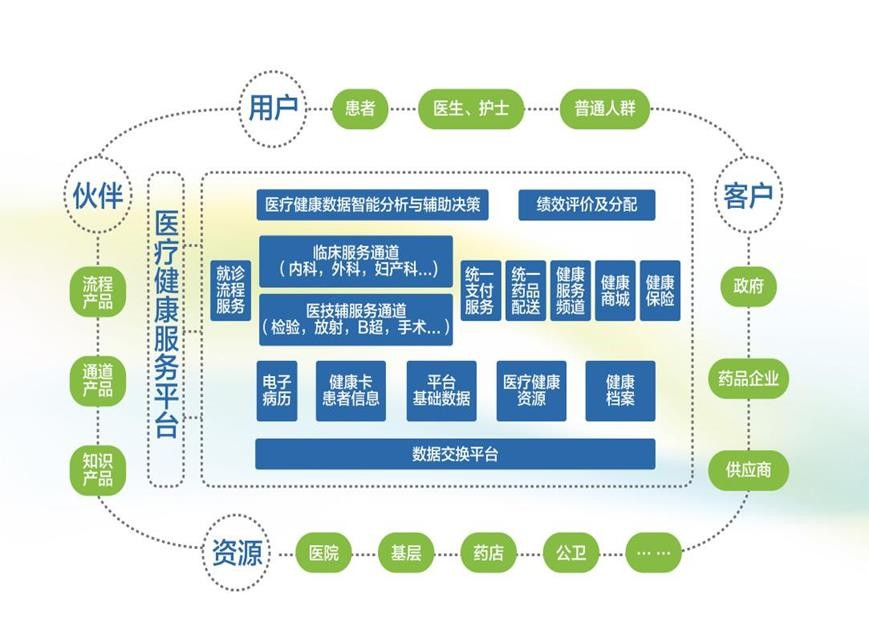 用户
患者
医生、护士
普通人群
伙伴
客户
流程
产品
通道
产品
知识
产品
医疗健康服务平台
医疗健康数据智能分析与辅助决策
绩效评价及分配
就诊
流程
服务
临床服务通道
（内科，外科，妇产科...）
医技辅服务通道
（检验，放射，B超，手术...）
统一
支付
服务
统一
药品
配送
健康
服务
频道
健康
商城
健康
保险
电子
病历
健康卡
患者信息
平台
基础数据
医疗健康
资源
健康
档案
数据交换平台
政府
药品企业
供应商
资源
医院
基层
药店
公卫
... ...